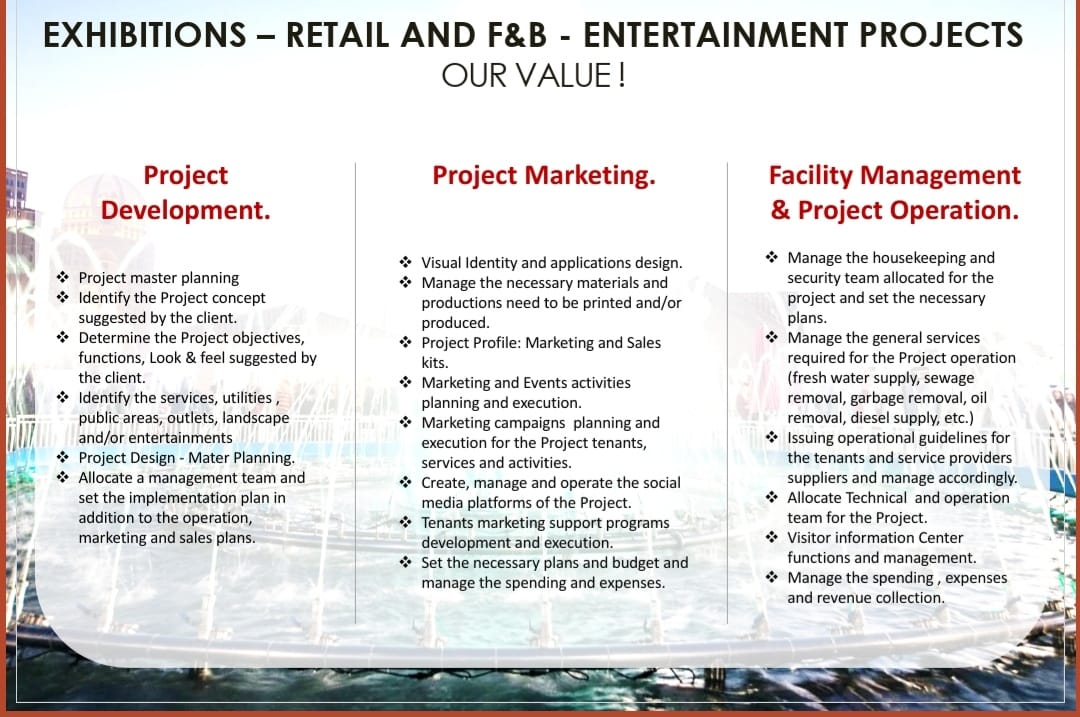 EXHIBITIONS – RETAIL AND F&B - ENTERTAINMENT PROJECTS
OUR VALUE !
Project
Development.
❖ Project master planning
❖ Identify the Project concept
suggested by the client.
❖ Determine the Project objectives,
functions, Look & feel suggested by
the client.
❖ Identify the services, utilities ,
public areas, outlets, landscape
and/or entertainments
❖ Project Design - Mater Planning.
❖ Allocate a management team and
set the implementation plan in
addition to the operation,
marketing and sales plans.
Project Marketing.
❖ Visual Identity and applications design.
❖ Manage the necessary materials and
productions need to be printed and/or
produced.
❖ Project Profile: Marketing and Sales
kits.
❖ Marketing and Events activities
planning and execution.
❖ Marketing campaigns planning and
execution for the Project tenants,
services and activities.
❖ Create, manage and operate the social
media platforms of the Project.
❖ Tenants marketing support programs
development and execution.
❖ Set the necessary plans and budget and
manage the spending and expenses.
Facility Management
& Project Operation.
❖ Manage the housekeeping and
security team allocated for the
project and set the necessary
plans.
❖ Manage the general services
required for the Project operation
(fresh water supply, sewage
removal, garbage removal, oil
removal, diesel supply, etc.)
❖ Issuing operational guidelines for
the tenants and service providers
suppliers and manage accordingly.
❖ Allocate Technical and operation
team for the Project.
❖ Visitor information Center
functions and management.
❖ Manage the spending , expenses
and revenue collection.